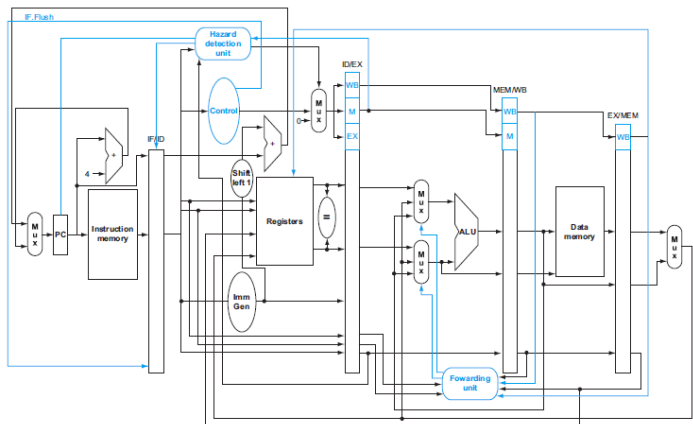 IF.Flush
Hazard
detection
unit
ID/EX
WB
MEM/WB
Control
M
u
x
M
WB
EX/MEM
0
+
EX
M
WB
+
IF/ID
4
Shift
left 1
M
u
x
PC
Instruction
memory
Registers
=
M
u
x
ALU
Data
memory
M
u
x
M
u
x
Imm
Gen
Fowarding
unit